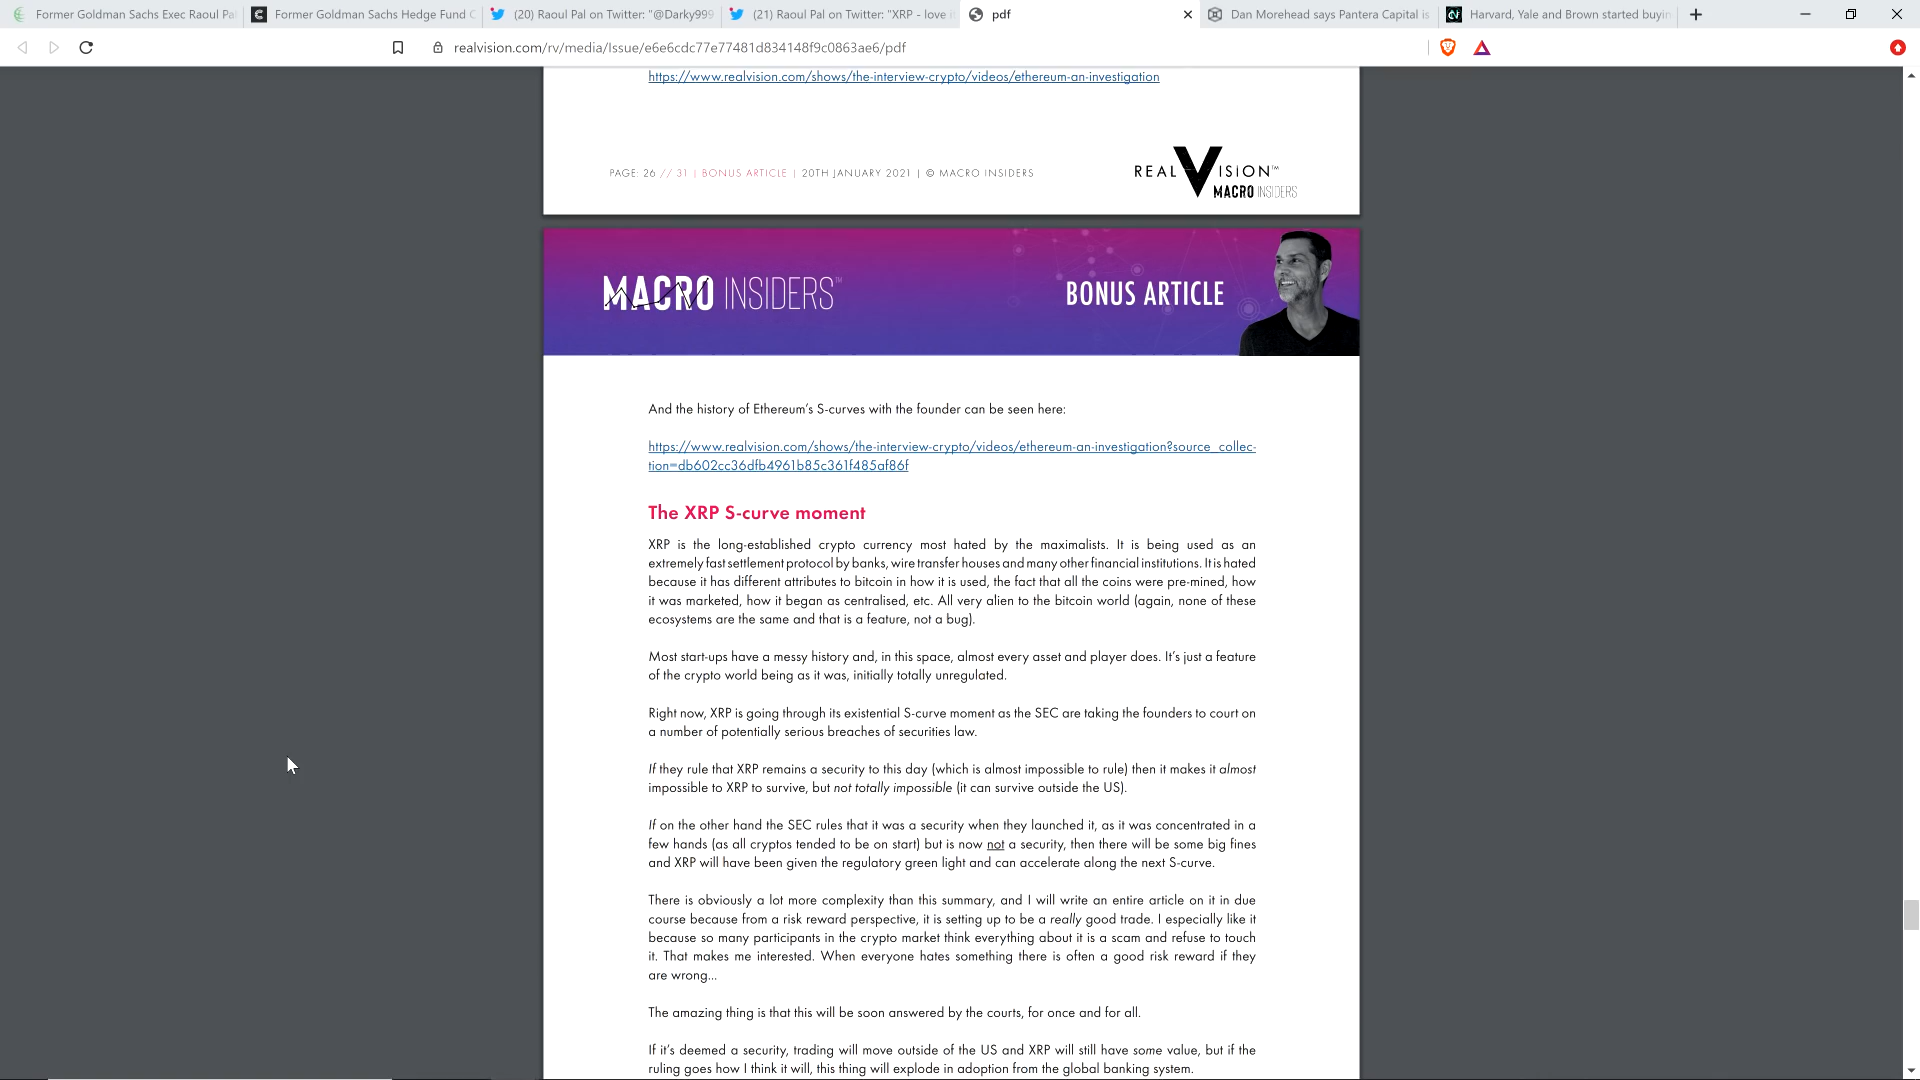 Former Goldman Sachs Exec Raoul Pa
Former Goldman Sachs Hedge Fund C
(20) Raoul Pal on Twitter: "@Darky999
(21) Raoul Pal on Twitter: "XRP - love i
pdf
Dan Morehead says Pantera Capital is
Harvard, Yale and Brown started buyin
realvision.com/rv/media/Issue/e6e6cdc77e77481d834148f9c0863ae6/pdf
https://www.realvision.com/shows/the-interview-crypto/videos/ethereum-an-investigation
PAGE: 26 // 31 | BONUS ARTICLE | 20TH JANUARY 2021 | © MACRO INSIDERS
REAL VISION™
MACRO INSIDERS
MACRO INSIDERS™
BONUS ARTICLE
And the history of Ethereum's S-curves with the founder can be seen here:
https://www.realvision.com/shows/the-interview-crypto/videos/ethereum-an-investigation?source_collec-
tion=db602cc36dfb4961b85c361f485af86f
The XRP S-curve moment
XRP is the long-established crypto currency most hated by the maximalists. It is being used as an
extremely fast settlement protocol by banks, wire transfer houses and many other financial institutions. It is hated
because it has different attributes to bitcoin in how it is used, the fact that all the coins were pre-mined, how
it was marketed, how it began as centralised, etc. All very alien to the bitcoin world (again, none of these
ecosystems are the same and that is a feature, not a bug).
Most start-ups have a messy history and, in this space, almost every asset and player does. It's just a feature
of the crypto world being as it was, initially totally unregulated.
Right now, XRP is going through its existential S-curve moment as the SEC are taking the founders to court on
a number of potentially serious breaches of securities law.
If they rule that XRP remains a security to this day (which is almost impossible to rule) then it makes it almost
impossible to XRP to survive, but not totally impossible (it can survive outside the US).
If on the other hand the SEC rules that it was a security when they launched it, as it was concentrated in a
few hands (as all cryptos tended to be on start) but is now not a security, then there will be some big fines
and XRP will have been given the regulatory green light and can accelerate along the next S-curve.
There is obviously a lot more complexity than this summary, and I will write an entire article on it in due
course because from a risk reward perspective, it is setting up to be a really good trade. I especially like it
because so many participants in the crypto market think everything about it is a scam and refuse to touch
it. That makes me interested. When everyone hates something there is often a good risk reward if they
are wrong...
The amazing thing is that this will be soon answered by the courts, for once and for all.
If it's deemed a security, trading will move outside of the US and XRP will still have some value, but if the
ruling goes how I think it will, this thing will explode in adoption from the global banking system.